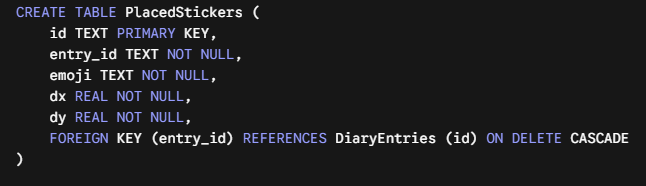 CREATE TABLE PlacedStickers (
    id TEXT PRIMARY KEY,
    entry_id TEXT NOT NULL,
    emoji TEXT NOT NULL,
    dx REAL NOT NULL,
    dy REAL NOT NULL,
    FOREIGN KEY (entry_id) REFERENCES DiaryEntries (id) ON DELETE CASCADE
)